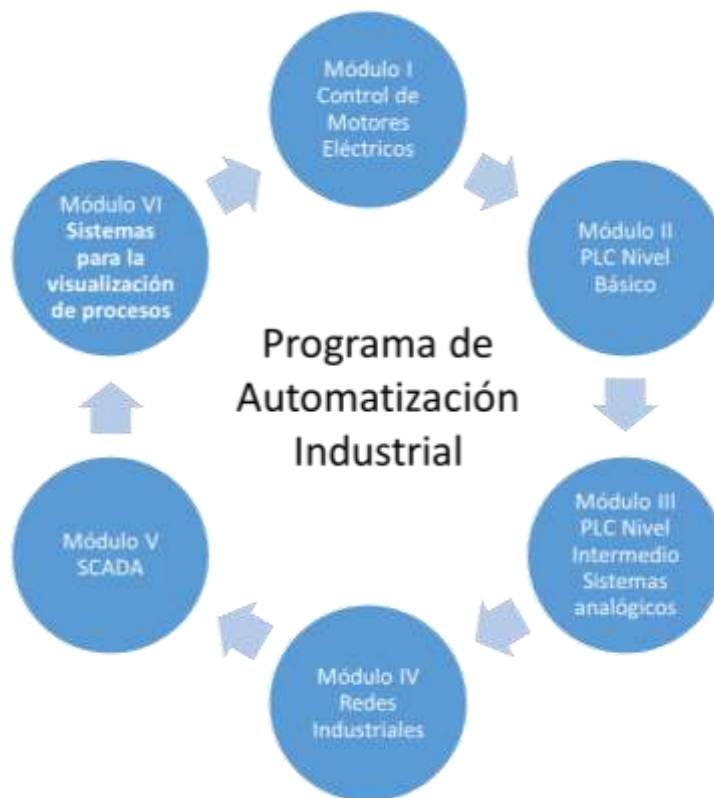 Módulo I
Control de
Motores
Eléctricos
Módulo II
PLC Nivel
Básico
Módulo III
PLC Nivel
Intermedio
Sistemas
analógicos
Módulo IV
Redes
Industriales
Módulo V
SCADA
Módulo VI
Sistemas
para la
visualización
de procesos
Programa de
Automatización
Industrial